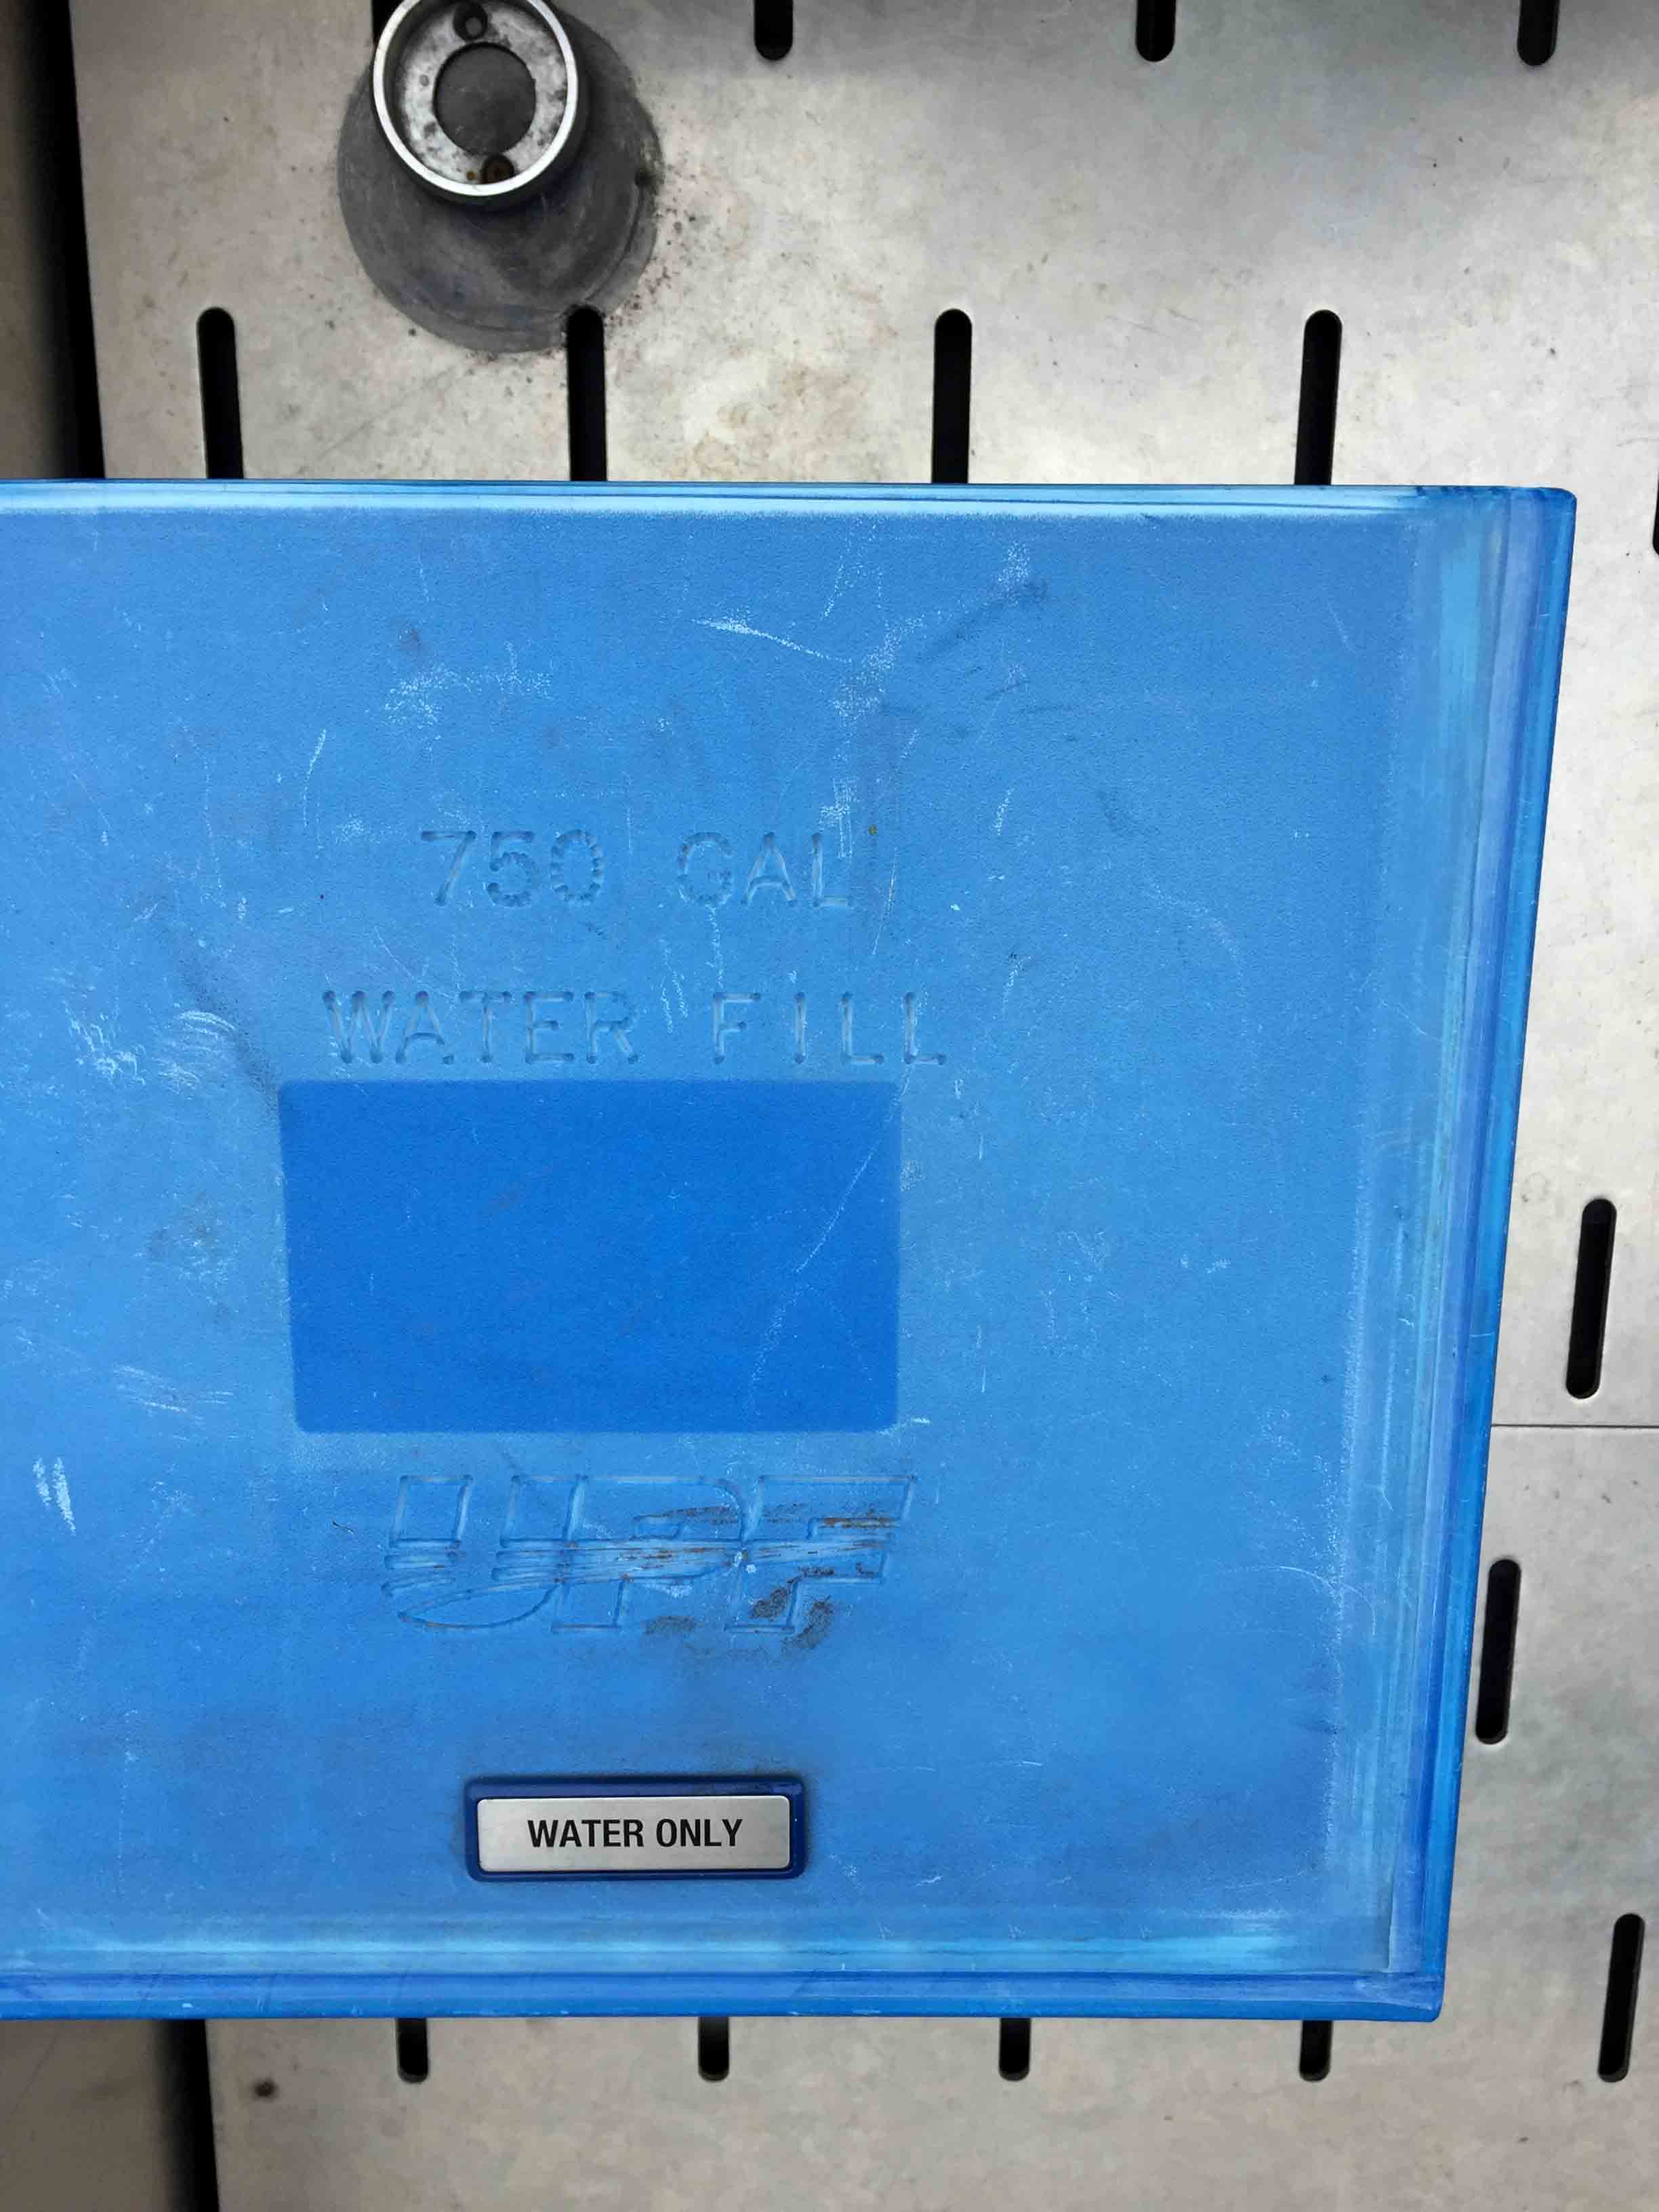 750 GAL
WATER FILL
UPF
WATER ONLY